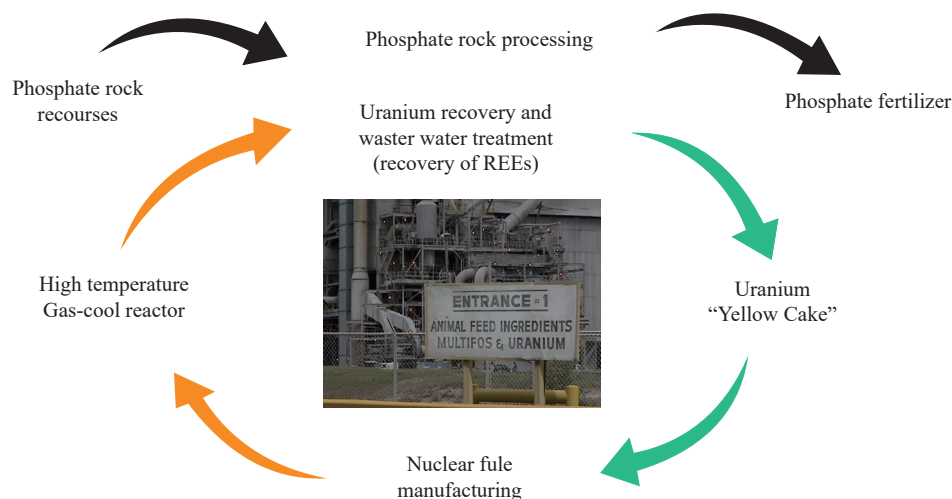 Phosphate rock processing
Phosphate rock
recourses
Phosphate fertilizer
Uranium recovery and
waster water treatment
(recovery of REEs)
High temperature
Gas-cool reactor
ENTRANCE #1
ANIMAL FEED INGREDIENTS
MULTIFOS & URANIUM
Uranium
“Yellow Cake”
Nuclear fule
manufacturing